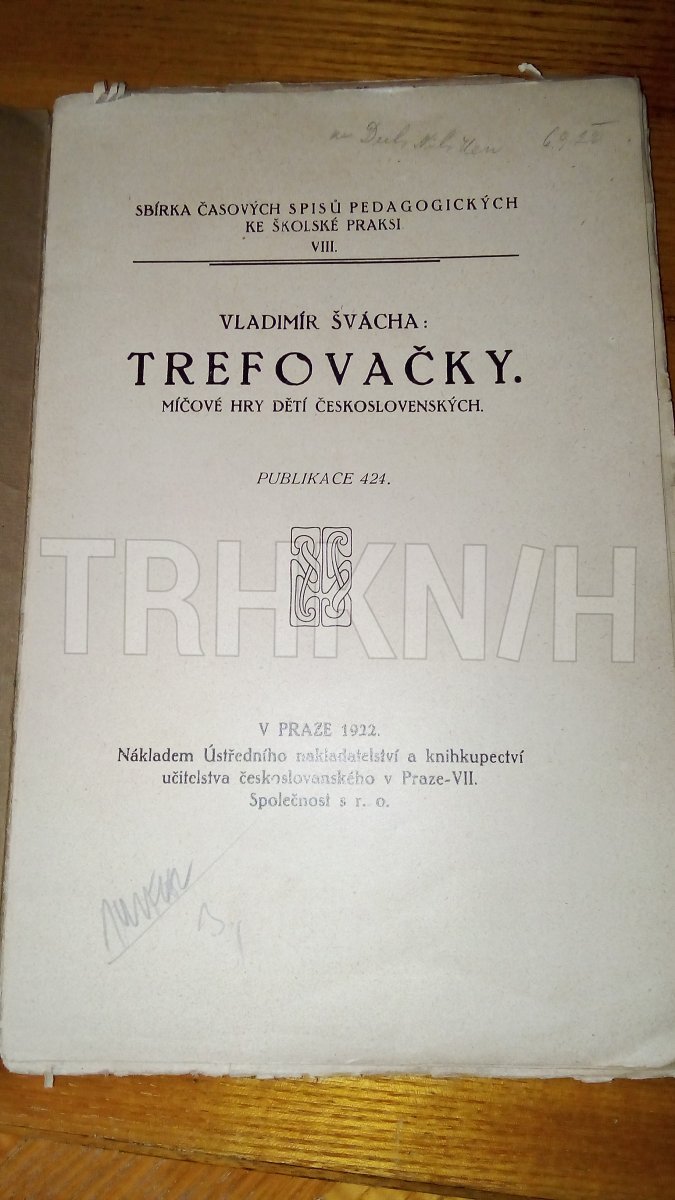 SBÍRKA ČASOVÝCH SPISŮ PEDAGOGICKÝCH
KE ŠKOLSKÉ PRAKSI
VIII.
VLADIMÍR ŠVÁCHA:
TREFOVAČKY.
MÍČOVÉ HRY DĚTÍ ČESKOSLOVENSKÝCH.
PUBLIKACE 424.
TRHKNIH
V PRAZE 1922.
Nákladem Ústředního nakladatelství a knihkupectví
učitelstva československého v Praze-VII.
Společnost s r. o.